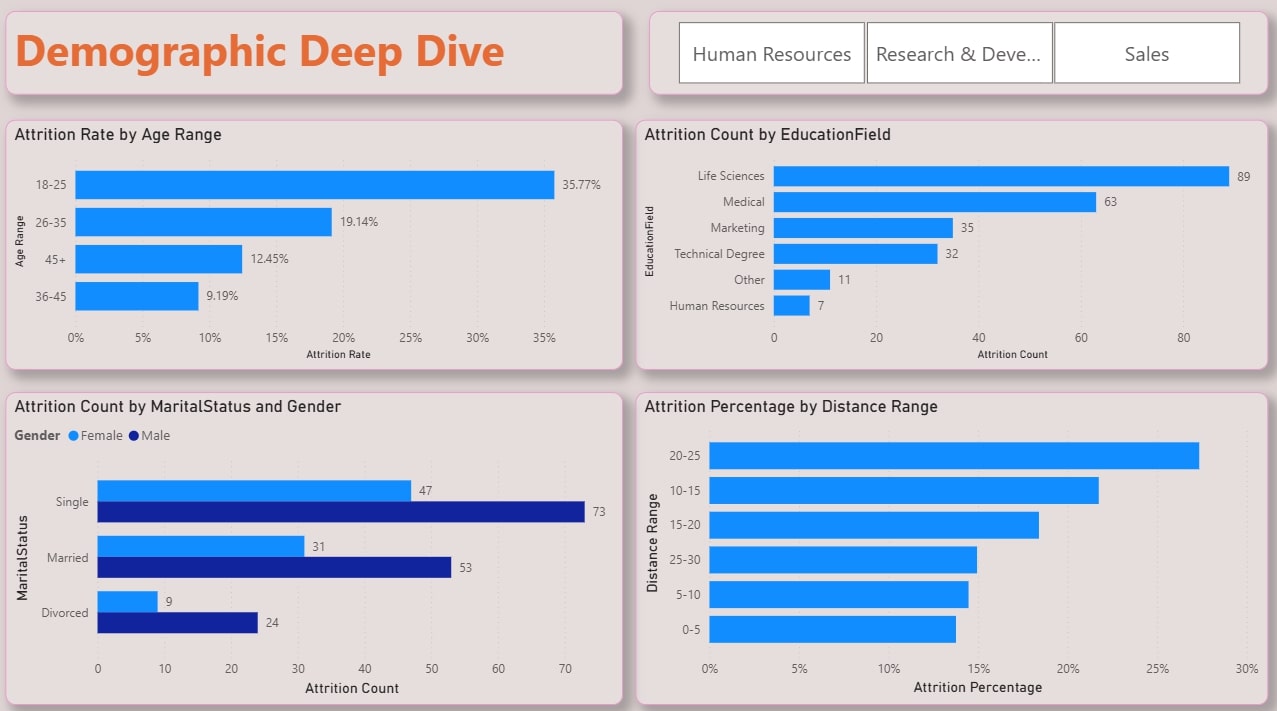 Demographic Deep Dive
Human Resources
Research & Deve...
Sales
Attrition Rate by Age Range
Age Range
18-25
35.77%
26-35
19.14%
45+
12.45%
36-45
9.19%
0% 5% 10% 15% 20% 25% 30% 35%
Attrition Rate
Attrition Count by EducationField
EducationField
Life Sciences
89
Medical
63
Marketing
35
Technical Degree
32
Other
11
Human Resources
7
0 20 40 60 80
Attrition Count
Attrition Count by MaritalStatus and Gender
Gender Female Male
MaritalStatus
Single
47
73
Married
31
53
Divorced
9
24
0 10 20 30 40 50 60 70
Attrition Count
Attrition Percentage by Distance Range
Distance Range
20-25
10-15
15-20
25-30
5-10
0-5
0% 5% 10% 15% 20% 25% 30%
Attrition Percentage